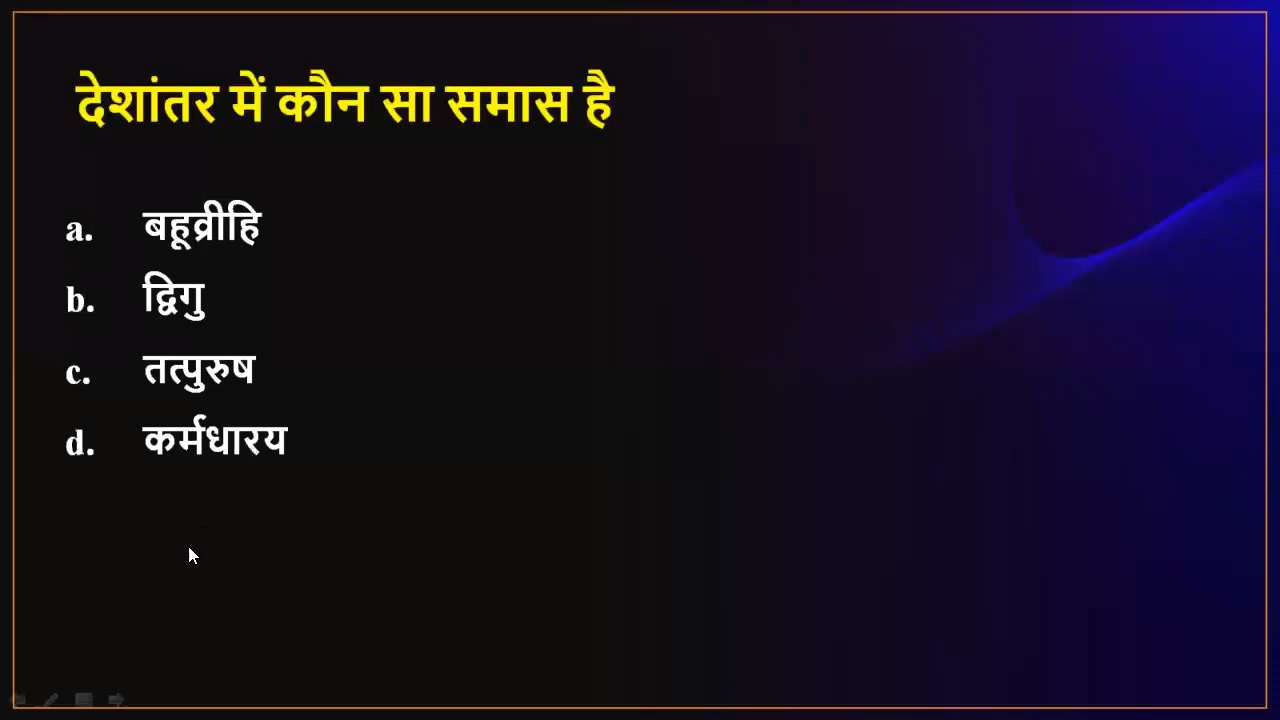 देशांतर में कौन सा समास है
a. बहूव्रीहि
b. द्विगु
c. तत्पुरुष
d. कर्मधारय